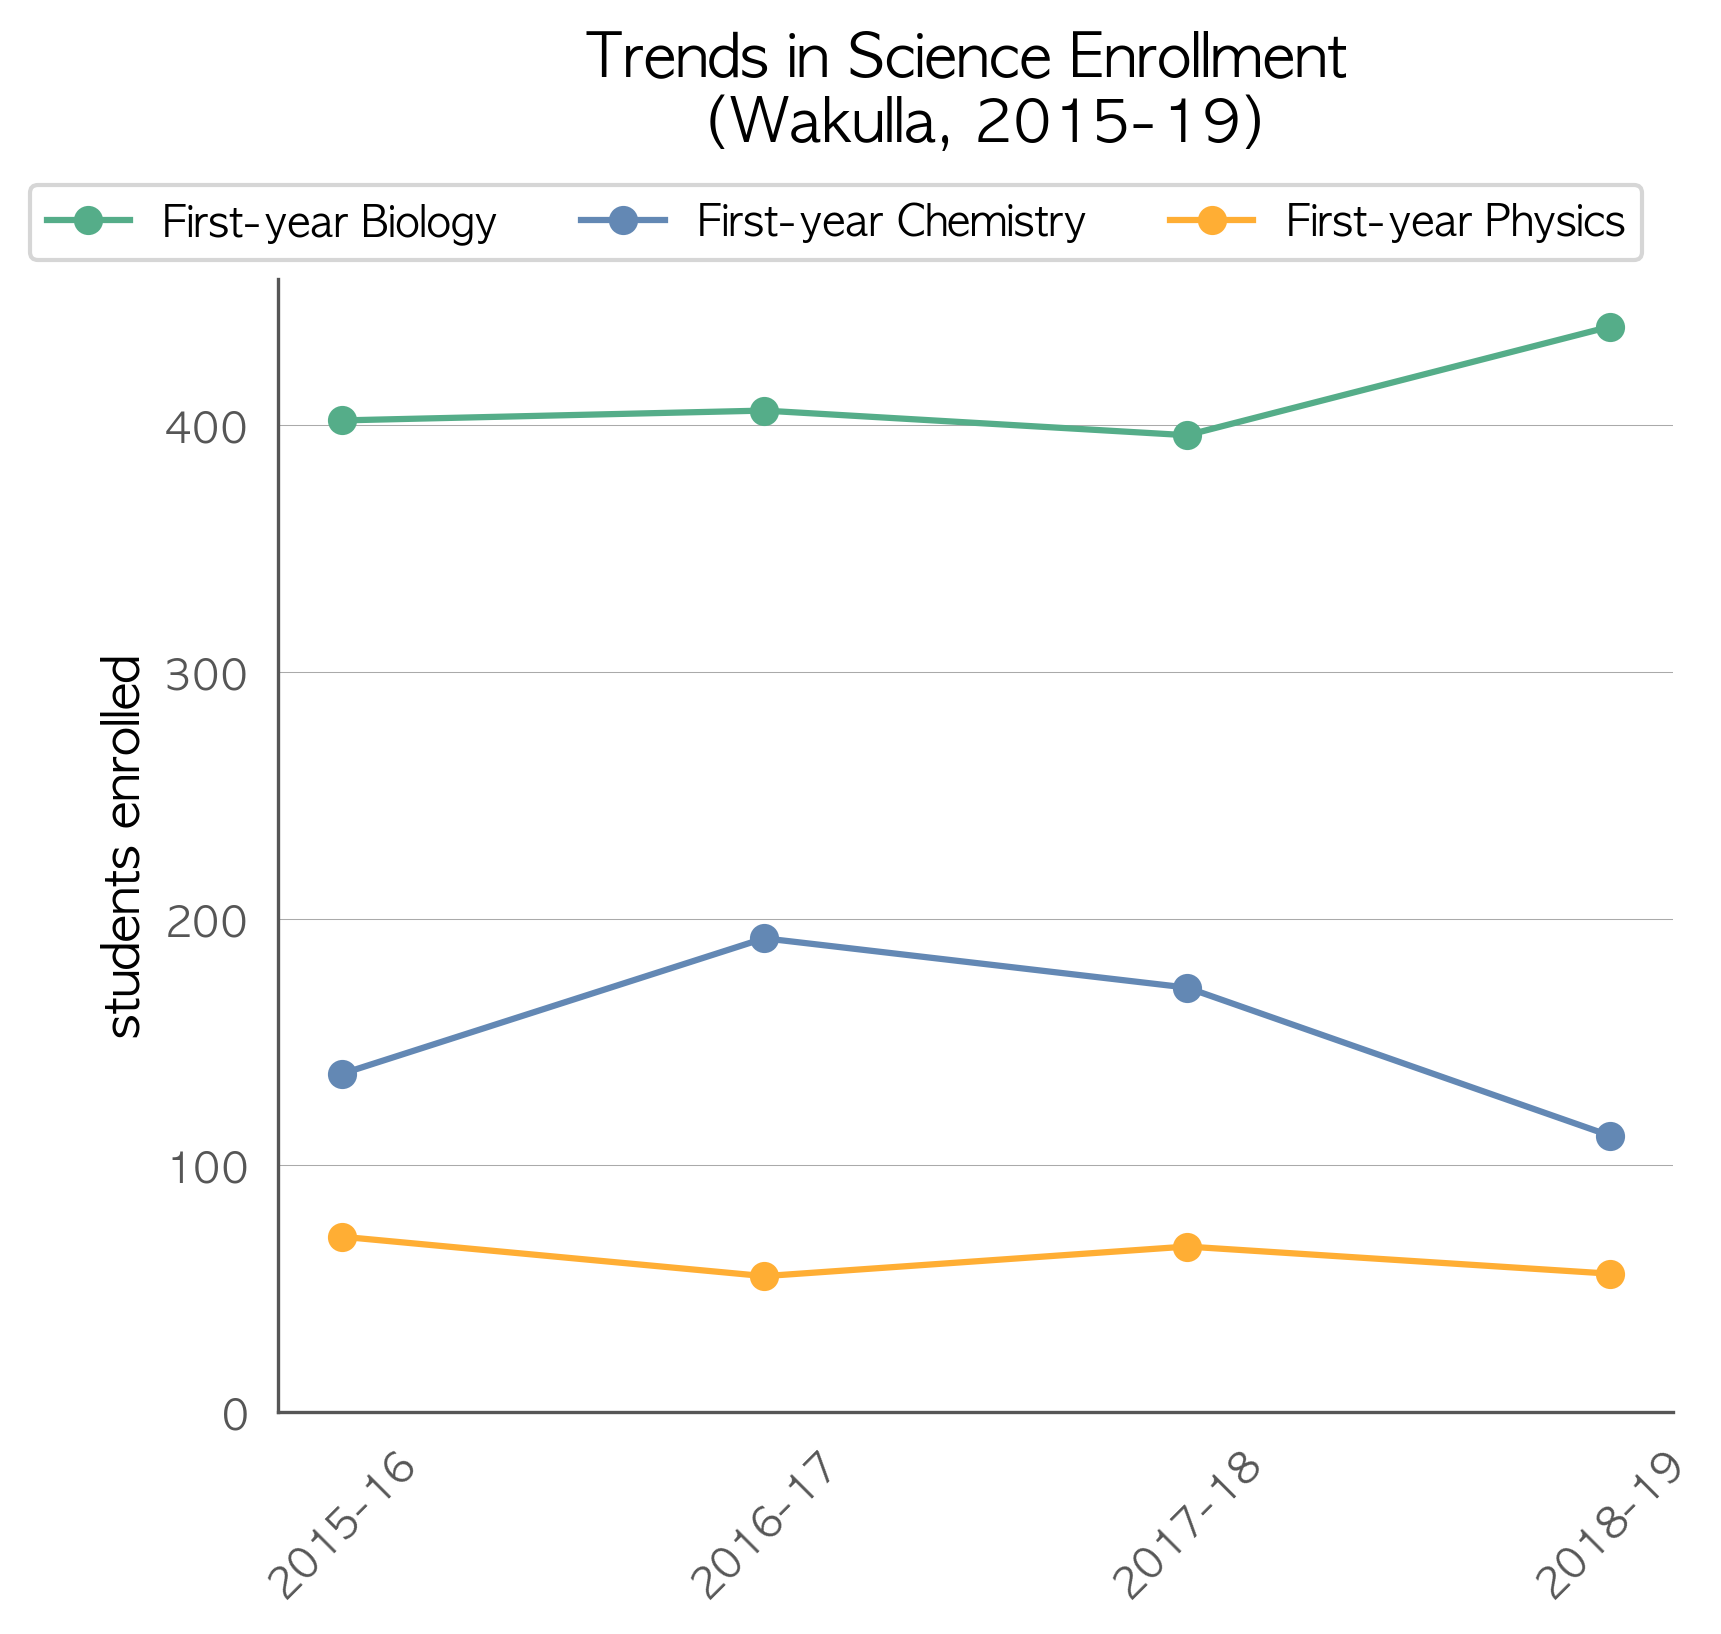 Trends in Science Enrollment
(Wakulla, 2015-19)
First-year Biology
First-year Chemistry
First-year Physics
students enrolled
400
300
200
100
0
2015-16
2016-17
2017-18
2018-19